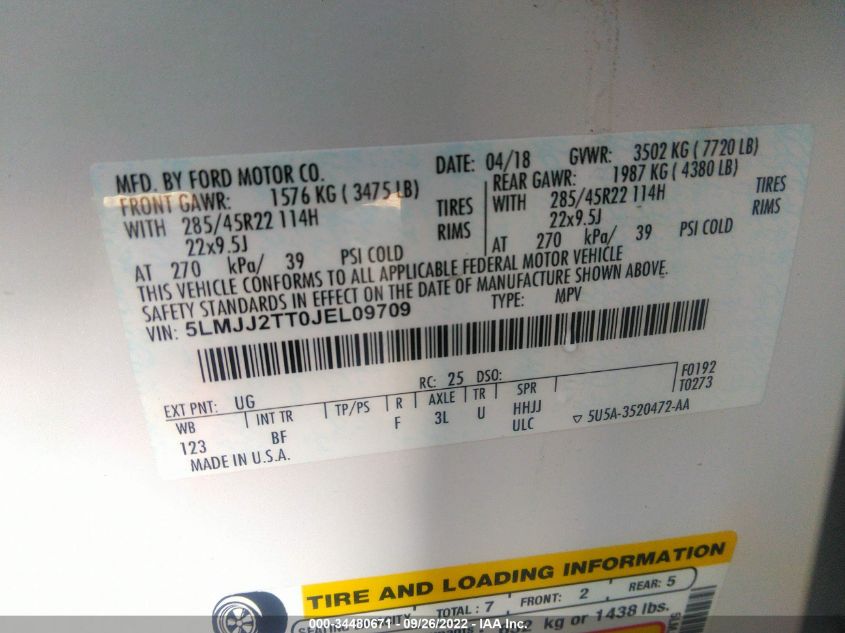 MFD. BY FORD MOTOR CO.
DATE: 04/18 GVWR: 3502 KG ( 7720 LB)
FRONT GAWR: 1576 KG ( 3475 LB)
REAR GAWR: 1987 KG ( 4380 LB)
WITH 285/45R22 114H TIRES
WITH 285/45R22 114H TIRES
22x9.5J RIMS
22x9.5J RIMS
AT 270 kPa/ 39 PSI COLD
AT 270 kPa/ 39 PSI COLD
THIS VEHICLE CONFORMS TO ALL APPLICABLE FEDERAL MOTOR VEHICLE
SAFETY STANDARDS IN EFFECT ON THE DATE OF MANUFACTURE SHOWN ABOVE.
VIN: 5LMJJ2TT0JEL09709 TYPE: MPV
EXT PNT: UG RC: 25 DSO: F0192
T0273
WB INT TR TP/PS R AXLE TR SPR
123 BF F 3L U HHJJ
ULC ▽ 5U5A-3520472-AA
MADE IN U.S.A.
TIRE AND LOADING INFORMATION
TOTAL : 7 FRONT: 2 REAR: 5
kg or 1438 lbs.
000-34480671 - 09/26/2022 - IAA Inc.